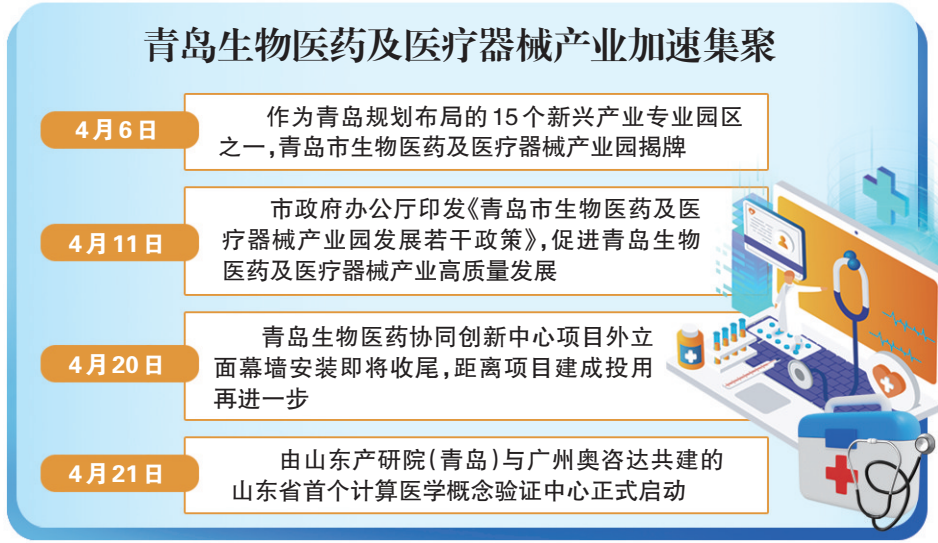 青岛生物医药及医疗器械产业加速集聚
4月6日
作为青岛规划布局的15个新兴产业专业园区
之一，青岛市生物医药及医疗器械产业园揭牌
4月11日
市政府办公厅印发《青岛市生物医药及医
疗器械产业园发展若干政策》，促进青岛生物
医药及医疗器械产业高质量发展
4月20日
青岛生物医药协同创新中心项目外立
面幕墙安装即将收尾，距离项目建成投用
再进一步
4月21日
由山东产研院（青岛）与广州奥咨达共建的
山东省首个计算医学概念验证中心正式启动